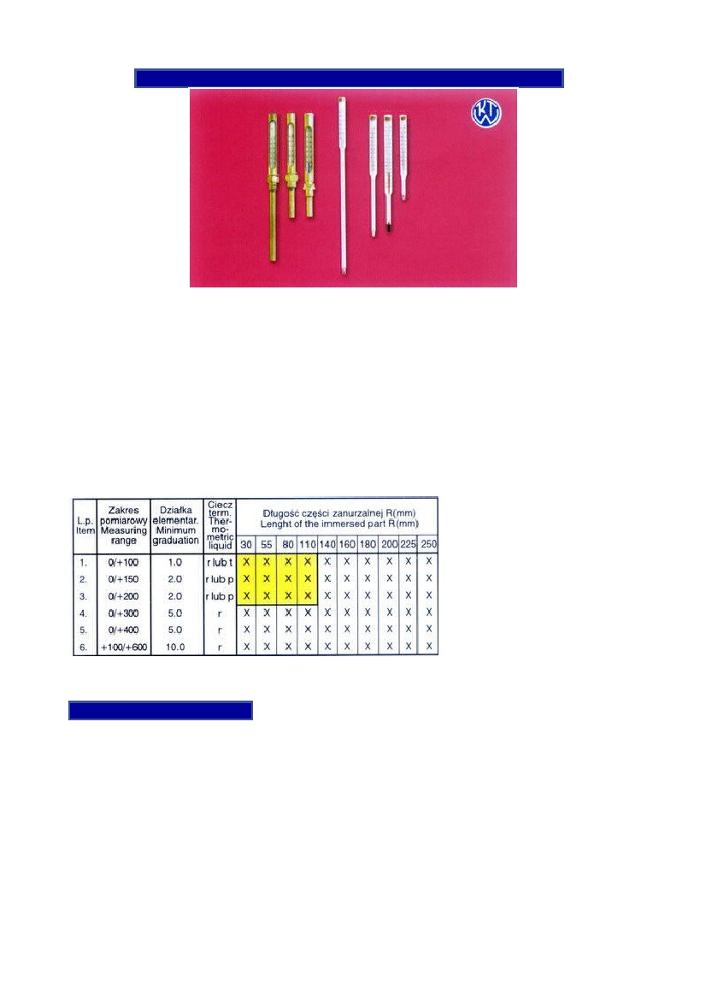 KT
W
L.p.
Item
Zakres
pomiarowy
Measuring
range
Działka
elementar.
Minimum
graduation
Ciecz
term.
Ther-
mo-
metric
liquid
Długość części zanurzalnej R(mm)
Lenght of the immersed part R(mm)
30 55 80 110 140 160 180 200 225 250
1. 0/+100 1.0 r lub t X X X X X X X X X X
2. 0/+150 2.0 r lub p X X X X X X X X X X
3. 0/+200 2.0 r lub p X X X X X X X X X X
4. 0/+300 5.0 r X X X X X X X X X X
5. 0/+400 5.0 r X X X X X X X X X X
6. +100/+600 10.0 r X X X X X X X X X X